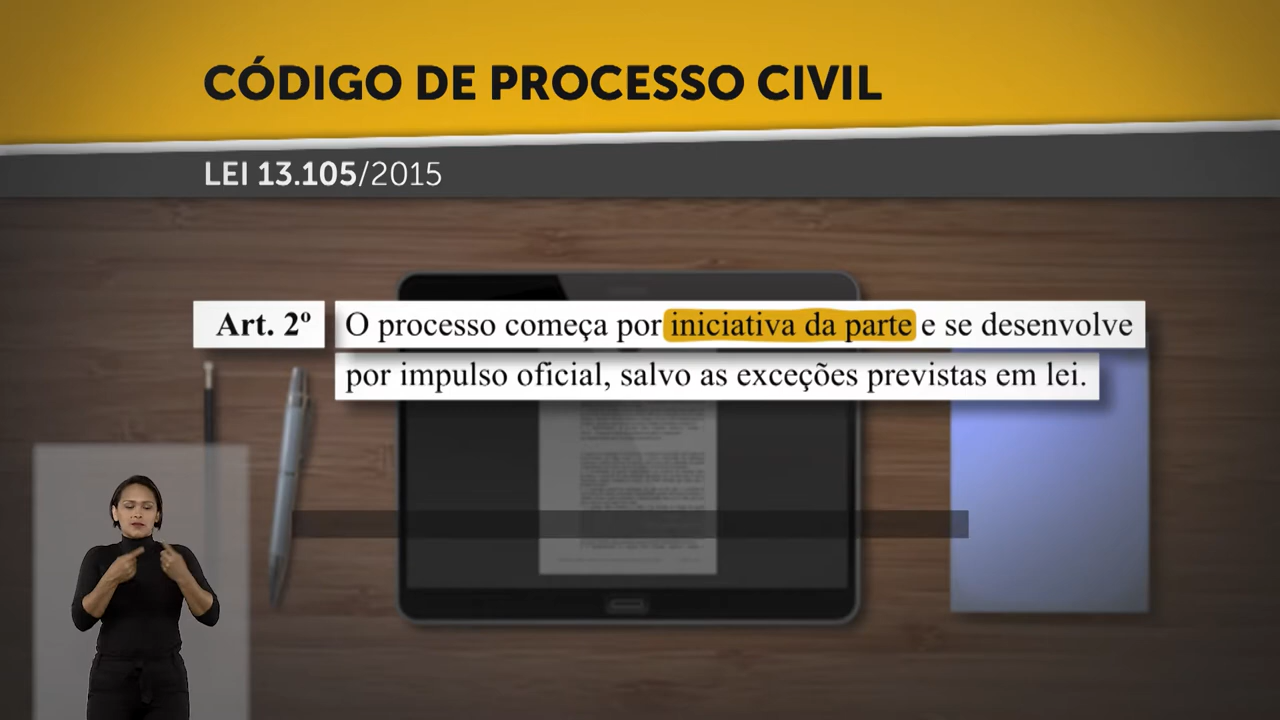 CÓDIGO DE PROCESSO CIVIL
LEI 13.105/2015
Art. 2º O processo começa por iniciativa da parte e se desenvolve
por impulso oficial, salvo as exceções previstas em lei.